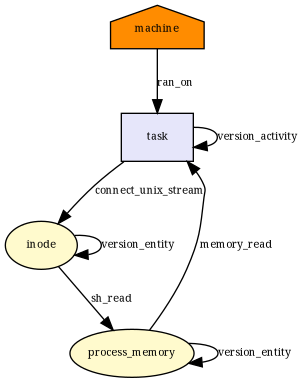 machine
ran_on
task
version_activity
connect_unix_stream
inode
version_entity
memory_read
sh_read
process_memory
version_entity